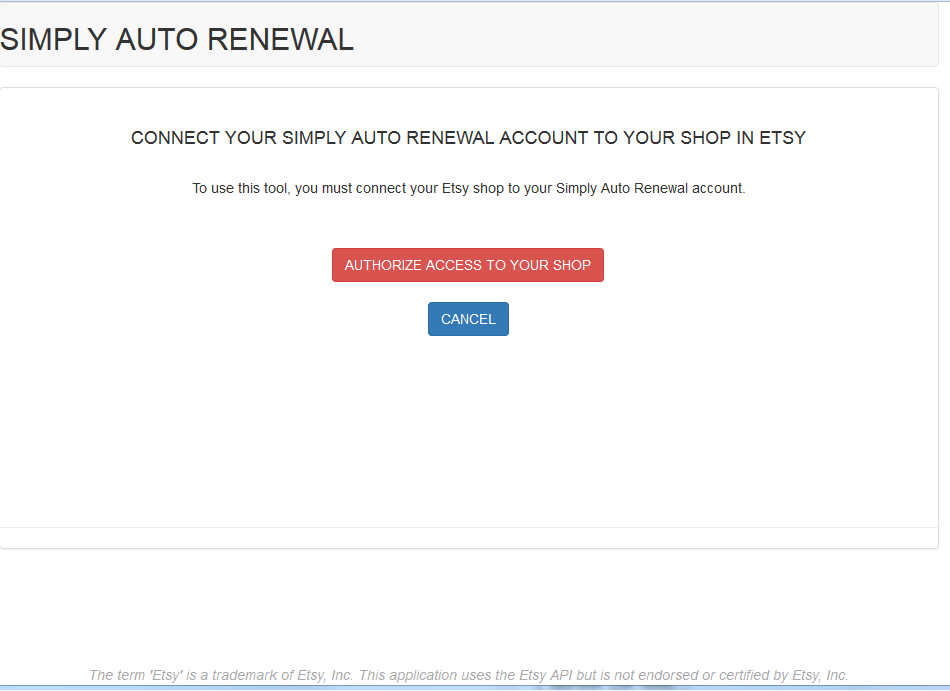 SIMPLY AUTO RENEWAL
CONNECT YOUR SIMPLY AUTO RENEWAL ACCOUNT TO YOUR SHOP IN ETSY
To use this tool, you must connect your Etsy shop to your Simply Auto Renewal account.
AUTHORIZE ACCESS TO YOUR SHOP
CANCEL
The term 'Etsy' is a trademark of Etsy, Inc. This application uses the Etsy API but is not endorsed or certified by Etsy, Inc.